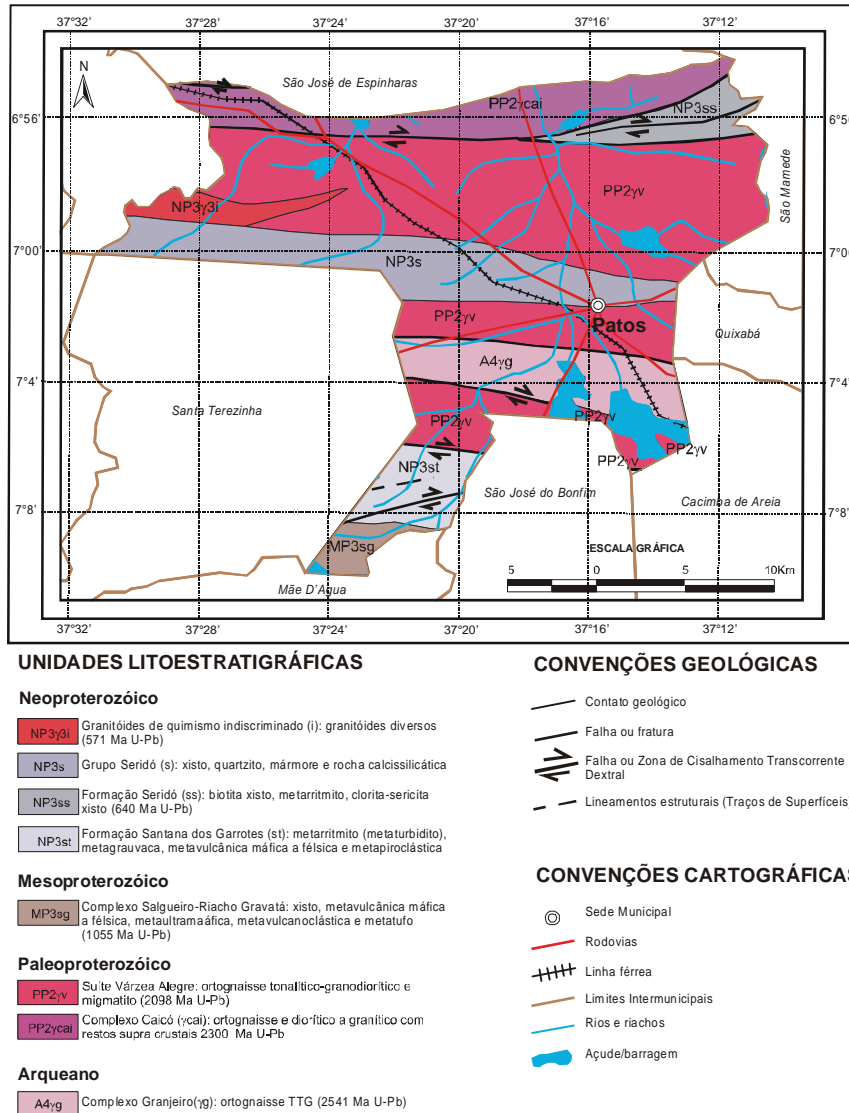 37°32' 37°28' 37°24' 37°20' 37°16' 37°12'
N
São José de Espinharas
PP2γcai
NP3ss
6°56'
6°56
São Mamede
PP2γv
NP3γ3i
7°00'
7°00
NP3s
PP2γv
Patos
Quixabá
A4γg
7°4'
7°4'
Santa Terezinha
PP2γv
PP2γv
PP2γv
PP2γv
NP3st
São José do Bonfim
Cacimba de Areia
7°8'
7°8'
MP3sg
ESCALA GRÁFICA
5 0 5 10Km
Mãe D'Agua
37°32' 37°28' 37°24' 37°20' 37°16' 37°12'
UNIDADES LITOESTRATIGRÁFICAS
Neoproterozóico
NP3γ3i Granitóides de quimismo indiscriminado (i): granitóides diversos
(571 Ma U-Pb)
NP3s Grupo Seridó (s): xisto, quartzito, mármore e rocha calcissilicática
NP3ss Formação Seridó (ss): biotita xisto, metarritmito, clorita-sericita
xisto (640 Ma U-Pb)
NP3st Formação Santana dos Garrotes (st): metarritmito (metaturbidito),
metagrauvaca, metavulcânica máfica a félsica e metapiroclástica
Mesoproterozóico
MP3sg Complexo Salgueiro-Riacho Gravatá: xisto, metavulcânica máfica
a félsica, metaultramaáfica, metavulcanoclástica e metatufo
(1055 Ma U-Pb)
Paleoproterozóico
PP2γv Suíte Várzea Alegre: ortognaisse tonalítico-granodiorítico e
migmatito (2098 Ma U-Pb)
PP2γcai Complexo Caicó (γcai): ortognaisse e diorítico a granítico com
restos supra crustais 2300 Ma U-Pb
Arqueano
A4γg Complexo Granjeiro(γg): ortognaisse TTG (2541 Ma U-Pb)
CONVENÇÕES GEOLÓGICAS
Contato geológico
Falha ou fratura
Falha ou Zona de Cisalhamento Transcorrente
Dextral
Lineamentos estruturais (Traços de Superfíceis)
CONVENÇÕES CARTOGRÁFICAS
Sede Municipal
Rodovias
Linha férrea
Limites Intermunicipais
Rios e riachos
Açude/barragem